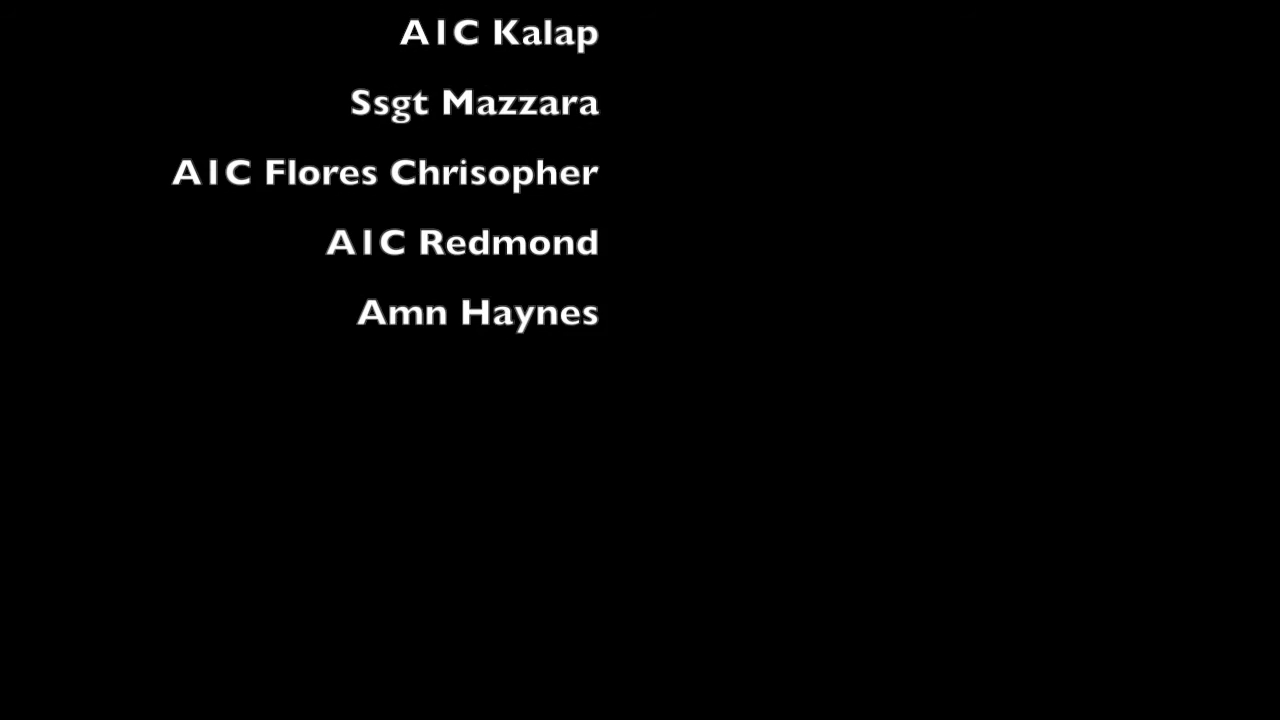 A1C Kalap
Ssgt Mazzara
A1C Flores Chrisopher
A1C Redmond
Amn Haynes